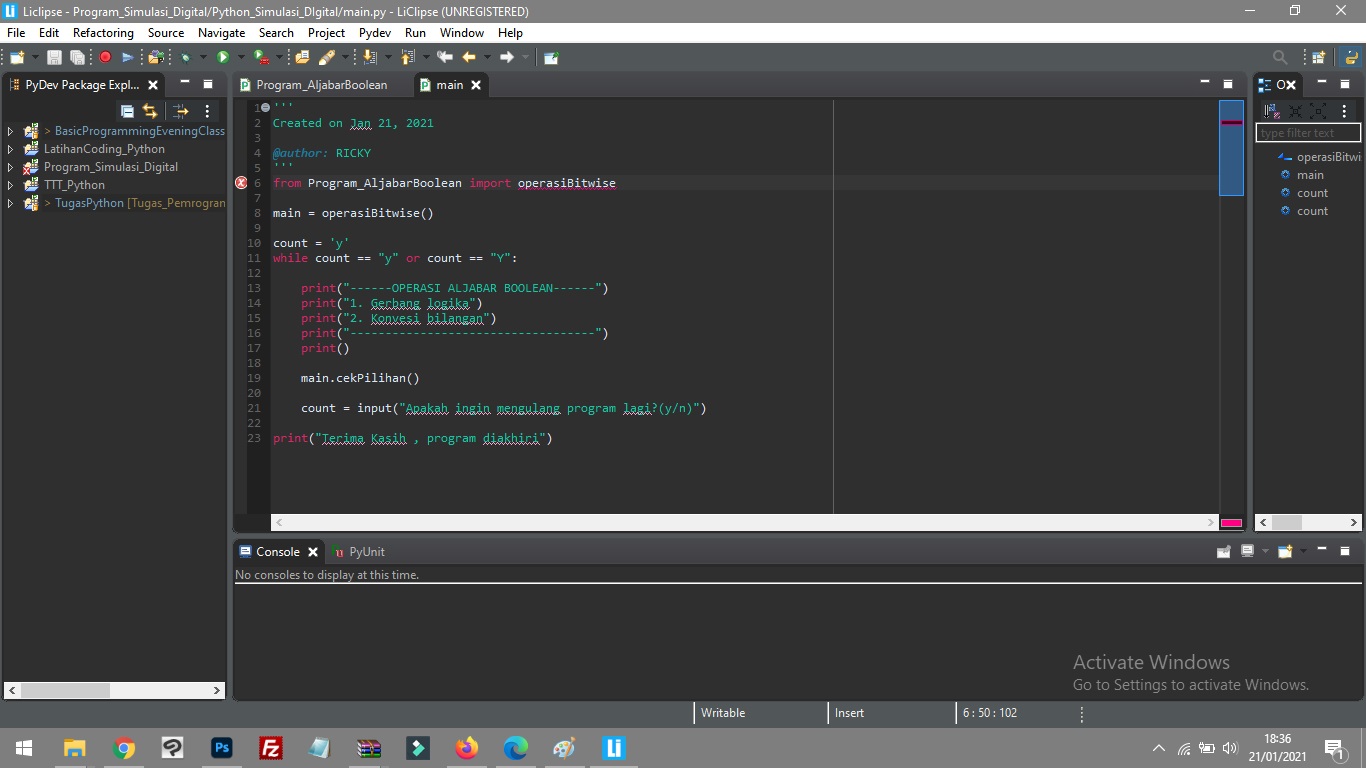 Liclipse - Program_Simulasi_Digital/Python_Simulasi_DIgital/main.py - LiClipse (UNREGISTERED)
File Edit Refactoring Source Navigate Search Project Pydev Run Window Help
PyDev Package Expl...
> BasicProgrammingEveningClass
LatihanCoding_Python
Program_Simulasi_Digital
TTT_Python
> TugasPython [Tugas_Pemrogran
Program_AljabarBoolean
main
1 '''
2 Created on Jan 21, 2021
3
4 @author: RICKY
5 '''
6 from Program_AljabarBoolean import operasiBitwise
7
8 main = operasiBitwise()
9
10 count = 'y'
11 while count == "y" or count == "Y":
12
13 print("------OPERASI ALJABAR BOOLEAN------")
14 print("1. Gerbang logika")
15 print("2. Konvesi bilangan")
16 print("-----------------------------------")
17 print()
18
19 main.cekPilihan()
20
21 count = input("Apakah ingin mengulang program lagi?(y/n)")
22
23 print("Terima Kasih , program diakhiri")
O
type filter text
operasiBitwi
main
count
count
Console
PyUnit
No consoles to display at this time.
Activate Windows
Go to Settings to activate Windows.
Writable
Insert
6 : 50 : 102
Ps
Fz
Li
18:36
21/01/2021
1